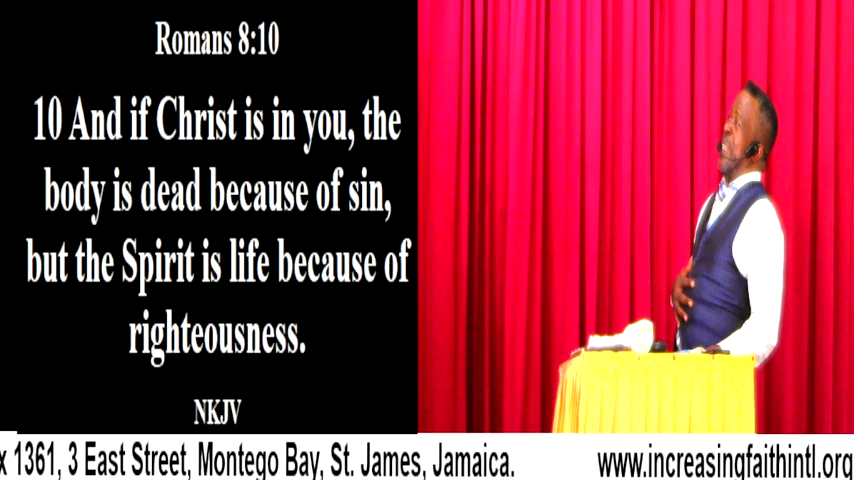 Romans 8:10
10 And if Christ is in you, the
body is dead because of sin,
but the Spirit is life because of
righteousness.
NKJV
x 1361, 3 East Street, Montego Bay, St. James, Jamaica. www.increasingfaithintl.org